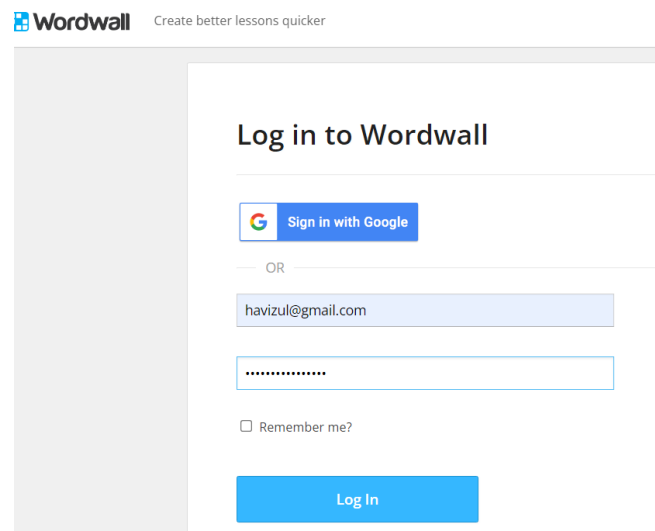 Wordwall Create better lessons quicker
Log in to Wordwall
Sign in with Google
OR
havizul@gmail.com
••••••••••••••••
Remember me?
Log In